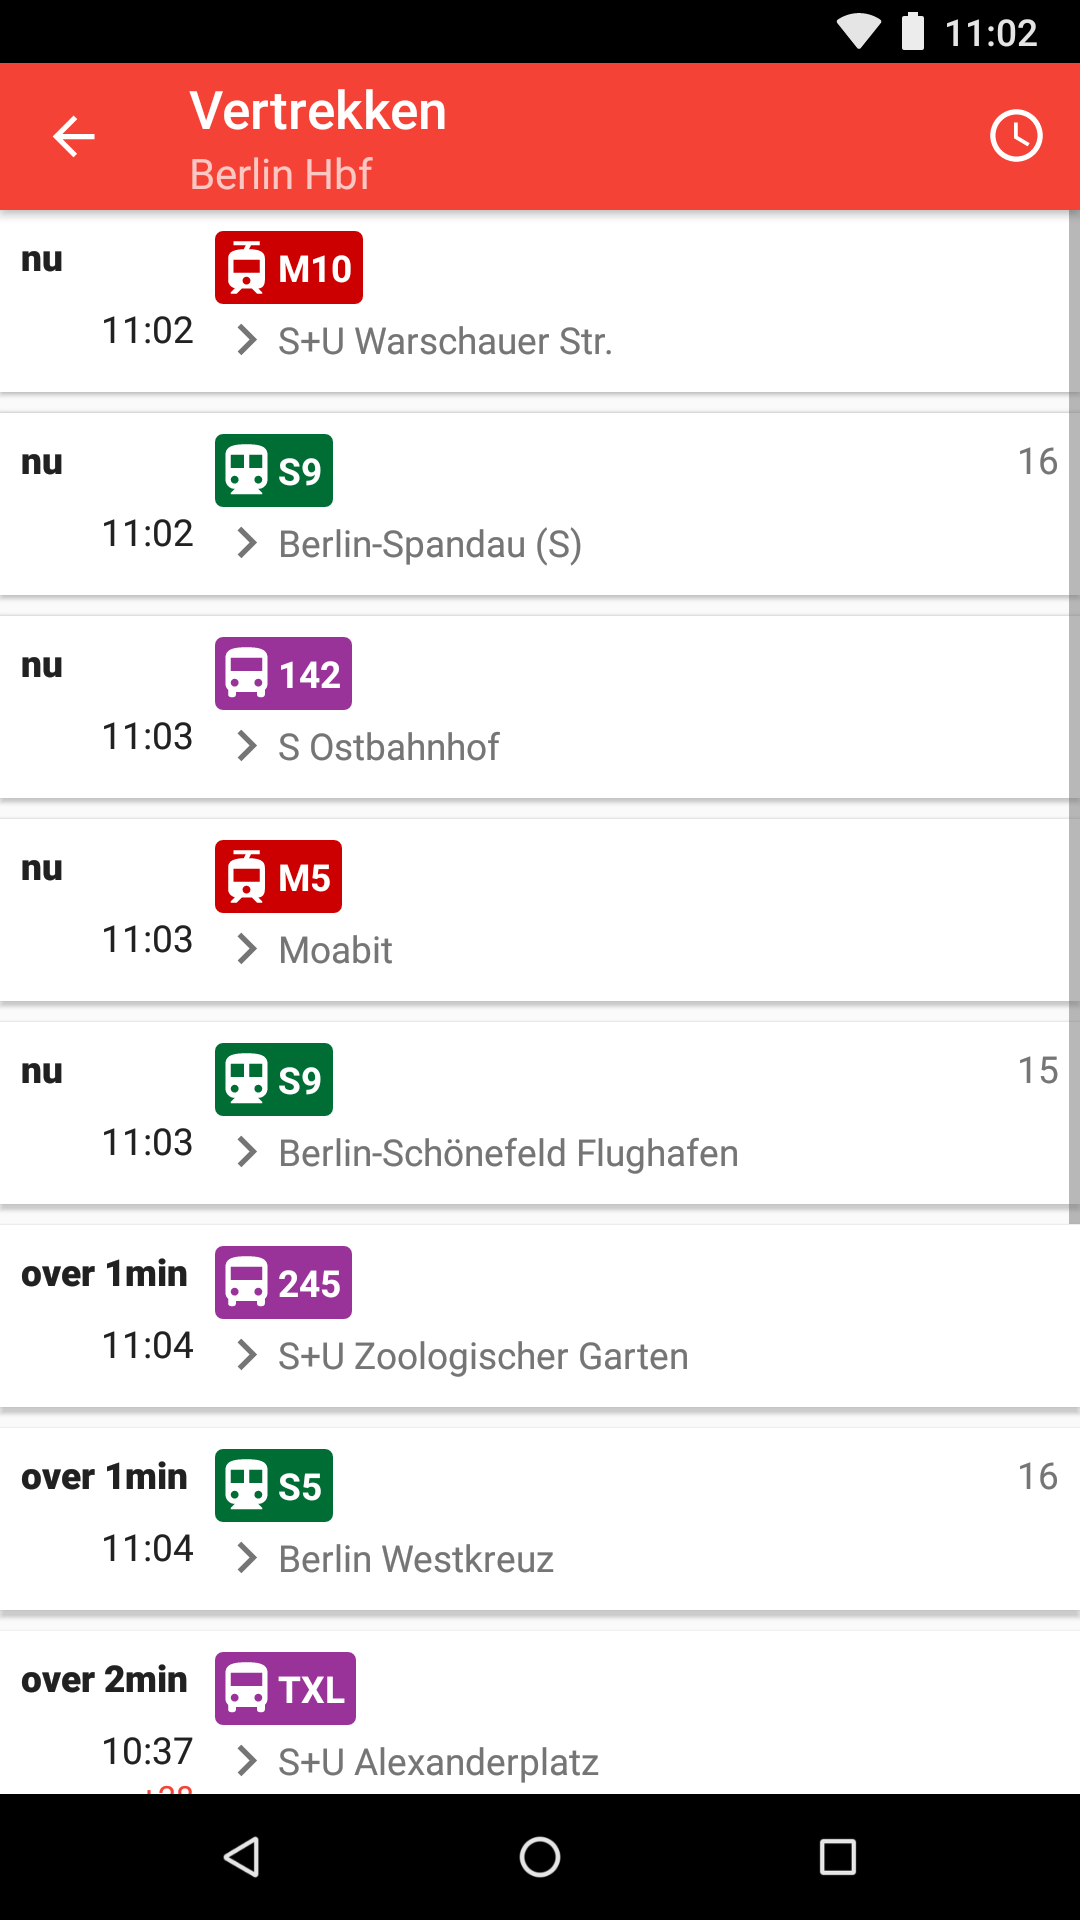 11:02
Vertrekken
Berlin Hbf
nu
M10
11:02
S+U Warschauer Str.
nu
S9
16
11:02
Berlin-Spandau (S)
nu
142
11:03
S Ostbahnhof
nu
M5
11:03
Moabit
nu
S9
15
11:03
Berlin-Schönefeld Flughafen
over 1min
245
11:04
S+U Zoologischer Garten
over 1min
S5
16
11:04
Berlin Westkreuz
over 2min
TXL
10:37
S+U Alexanderplatz